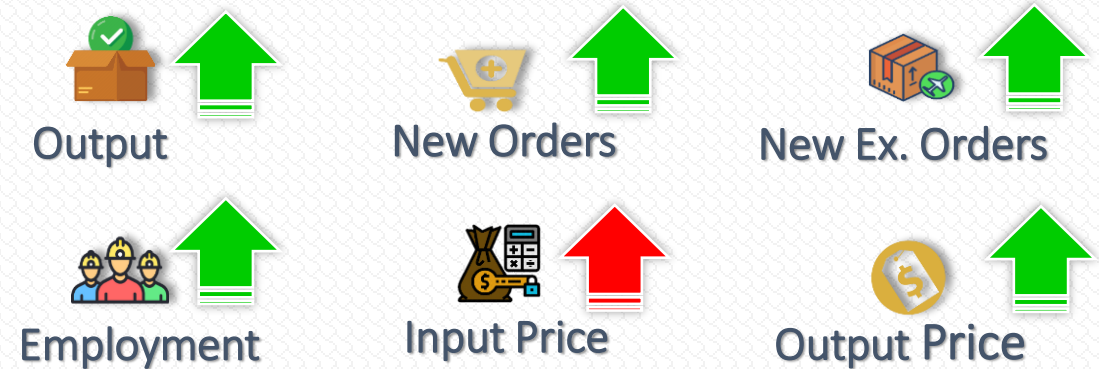 Output
New Orders
New Ex. Orders
Employment
Input Price
Output Price